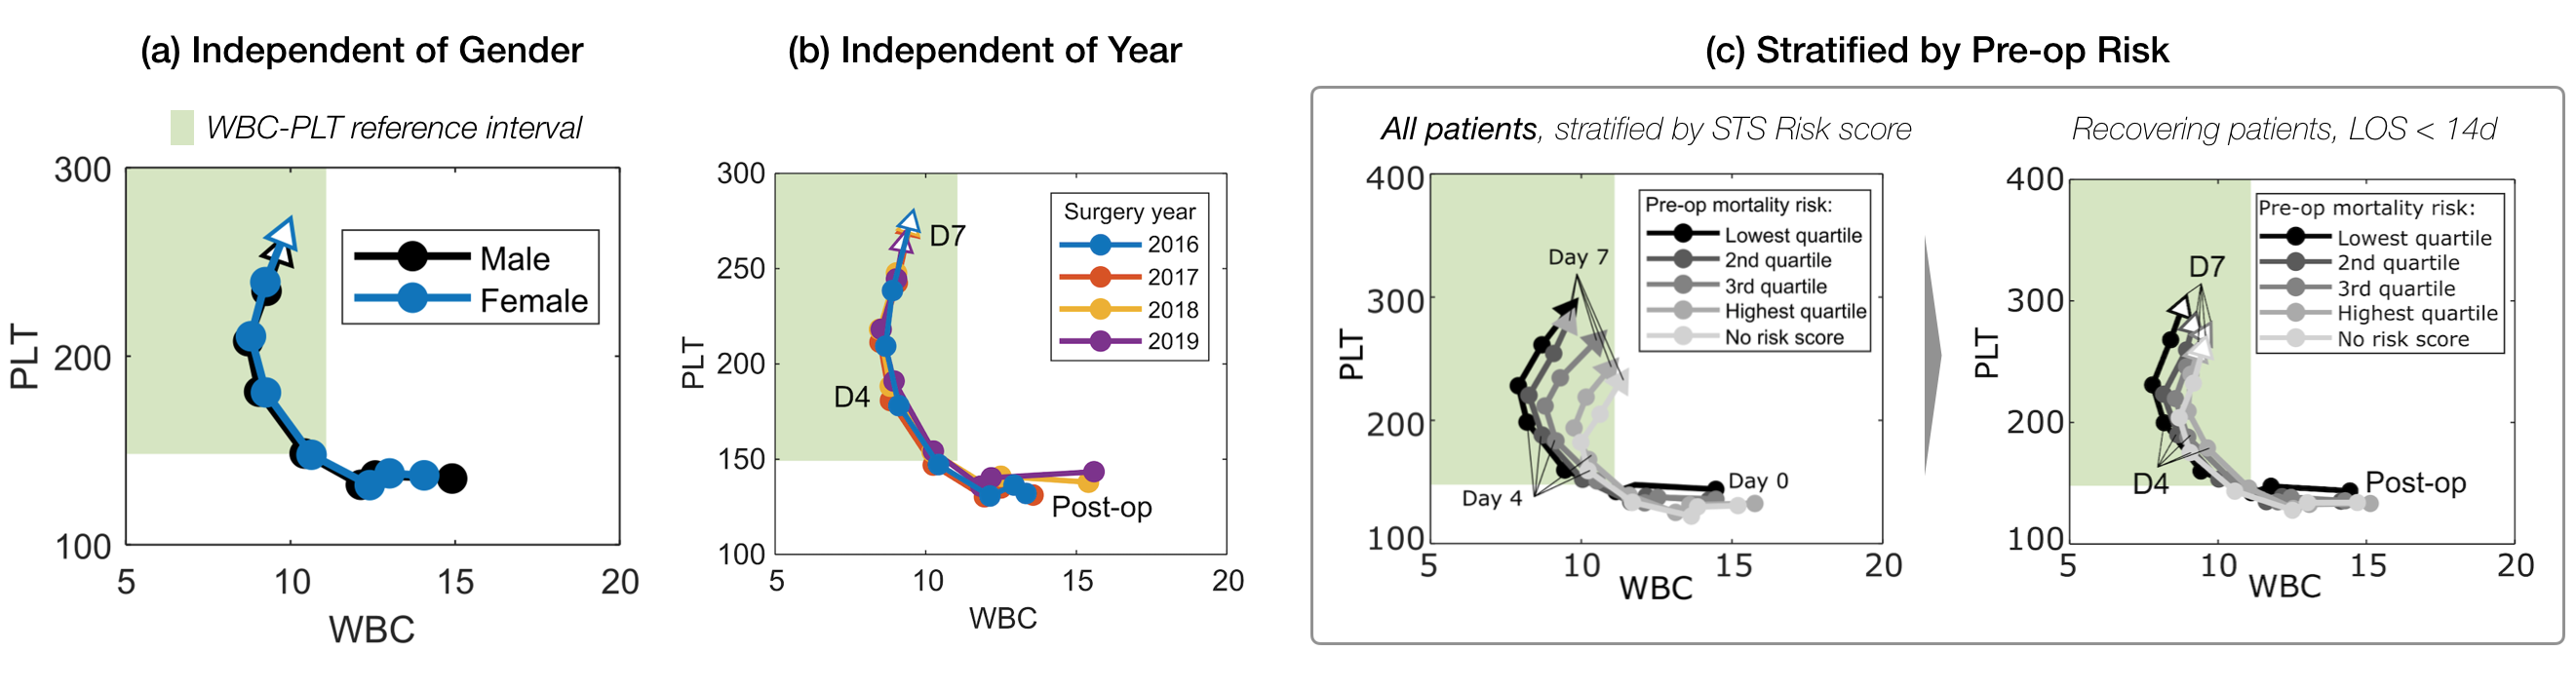 (a) Independent of Gender
WBC-PLT reference interval
300
200
100
PLT
5
10
15
20
WBC
Male
Female
(b) Independent of Year
300
250
200
150
100
PLT
5
10
15
20
WBC
Surgery year
2016
2017
2018
2019
D7
D4
Post-op
(c) Stratified by Pre-op Risk
All patients, stratified by STS Risk score
400
300
200
100
PLT
5
10
15
20
WBC
Pre-op mortality risk:
Lowest quartile
2nd quartile
3rd quartile
Highest quartile
No risk score
Day 7
Day 4
Day 0
Recovering patients, LOS < 14d
400
300
200
100
PLT
5
10
15
20
WBC
Pre-op mortality risk:
Lowest quartile
2nd quartile
3rd quartile
Highest quartile
No risk score
D7
D4
Post-op